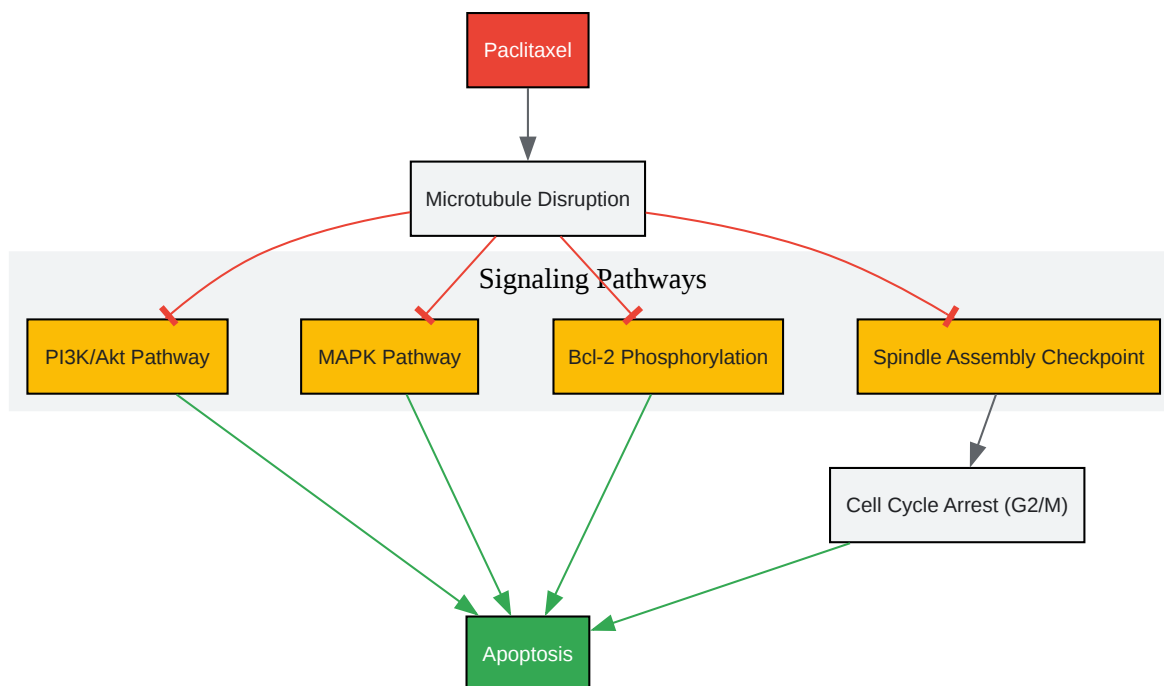 Paclitaxel
Microtubule Disruption
Signaling Pathways
PI3K/Akt Pathway
MAPK Pathway
Bcl-2 Phosphorylation
Spindle Assembly Checkpoint
Cell Cycle Arrest (G2/M)
Apoptosis